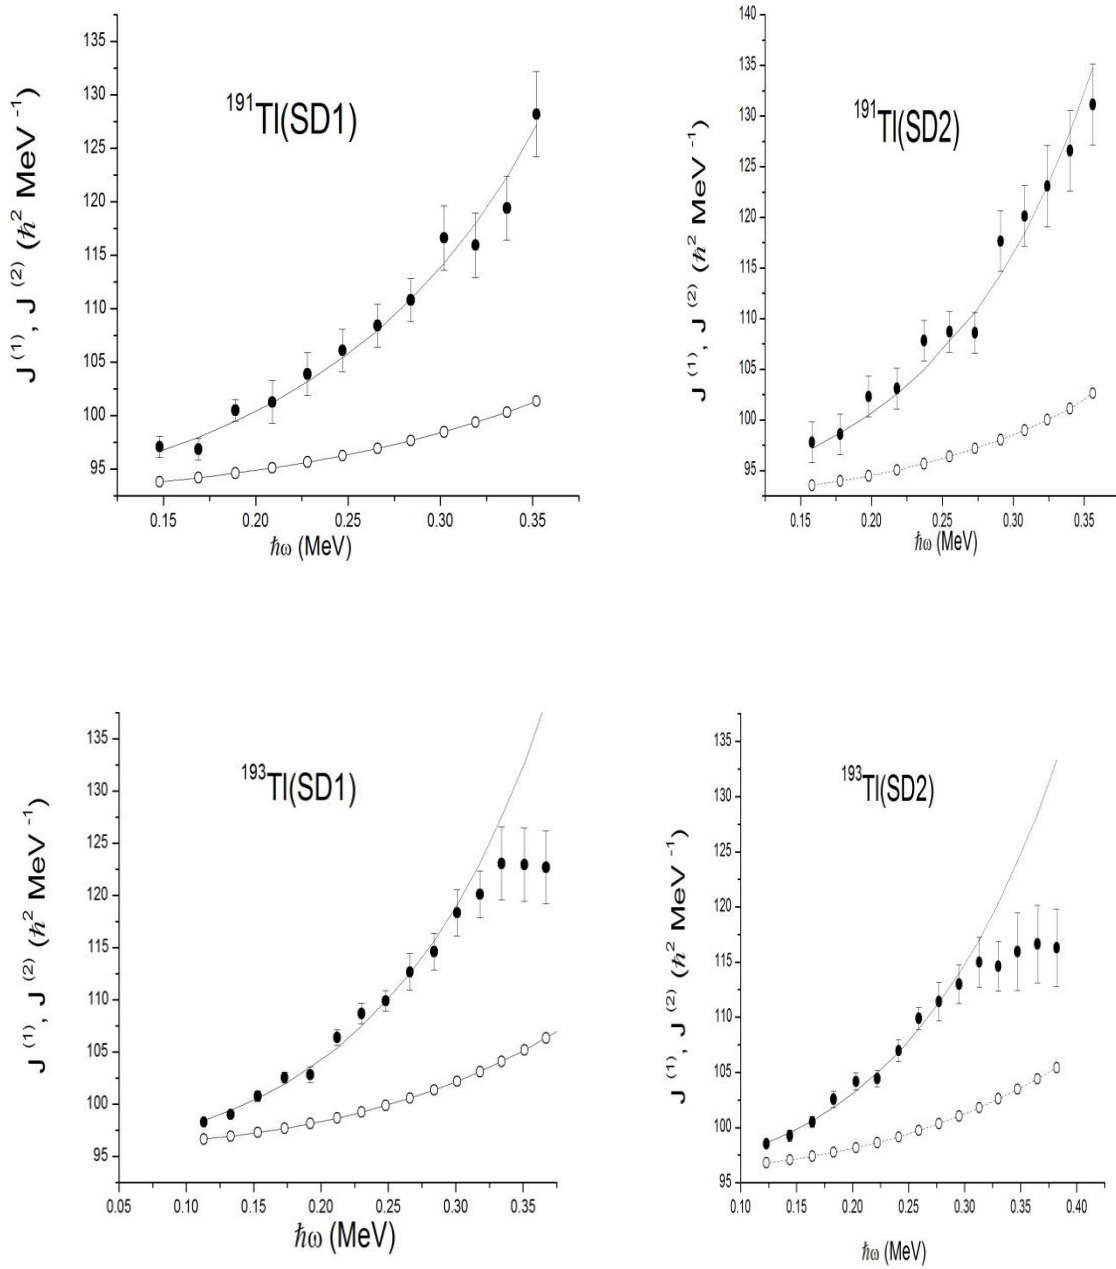 ¹⁹¹Tl(SD1)
J⁽¹⁾, J⁽²⁾ (ℏ² MeV⁻¹)
135
130
125
120
115
110
105
100
95
0.15 0.20 0.25 0.30 0.35
ℏω (MeV)
¹⁹¹Tl(SD2)
J⁽¹⁾, J⁽²⁾ (ℏ² MeV⁻¹)
140
135
130
125
120
115
110
105
100
95
0.15 0.20 0.25 0.30 0.35
ℏω (MeV)
¹⁹³Tl(SD1)
J⁽¹⁾, J⁽²⁾ (ℏ² MeV⁻¹)
135
130
125
120
115
110
105
100
95
0.05 0.10 0.15 0.20 0.25 0.30 0.35
ℏω (MeV)
¹⁹³Tl(SD2)
J⁽¹⁾, J⁽²⁾ (ℏ² MeV⁻¹)
135
130
125
120
115
110
105
100
95
0.10 0.15 0.20 0.25 0.30 0.35 0.40
ℏω (MeV)